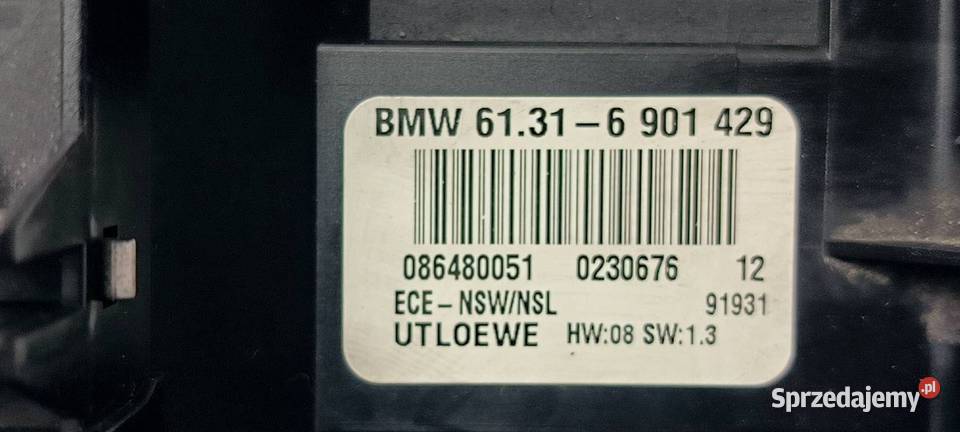 BMW 61.31-6 901 429
086480051 0230676 12
ECE-NSW/NSL 91931
UTLOEWE HW:08 SW:1.3
Sprzedajemy.pl